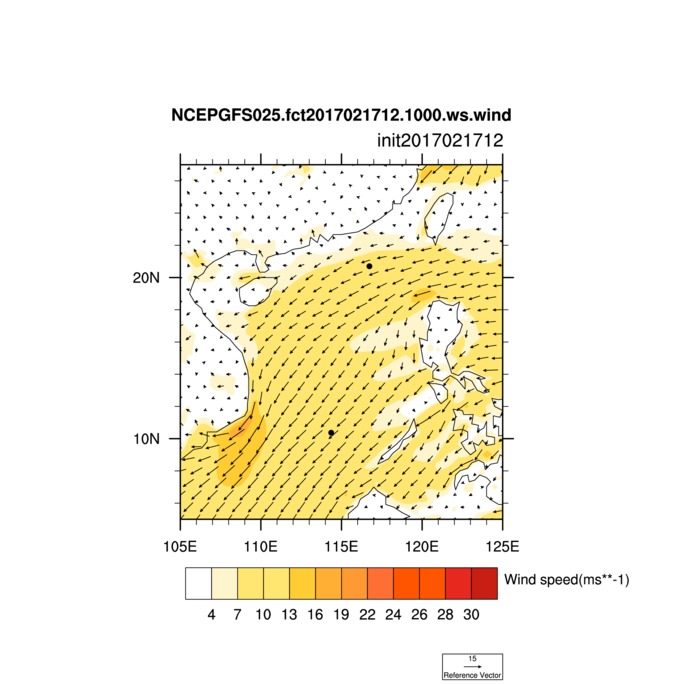 NCEPGFS025.fct2017021712.1000.ws.wind
init2017021712
20N
10N
105E 110E 115E 120E 125E
Wind speed(ms**-1)
4 7 10 13 16 19 22 24 26 28 30
15
Reference Vector